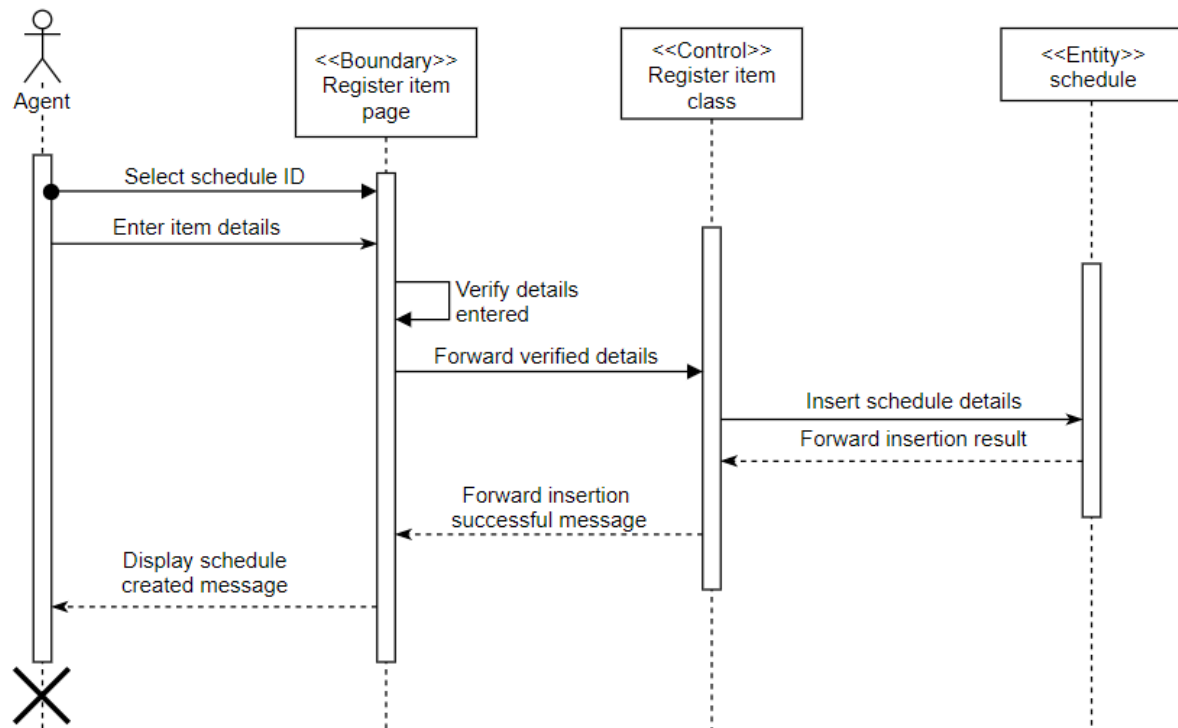 <<Boundary>>
Register item
page
<<Control>>
Register item
class
<<Entity>>
schedule
Agent
Select schedule ID
Enter item details
Verify details
entered
Forward verified details
Insert schedule details
Forward insertion result
Forward insertion
successful message
Display schedule
created message